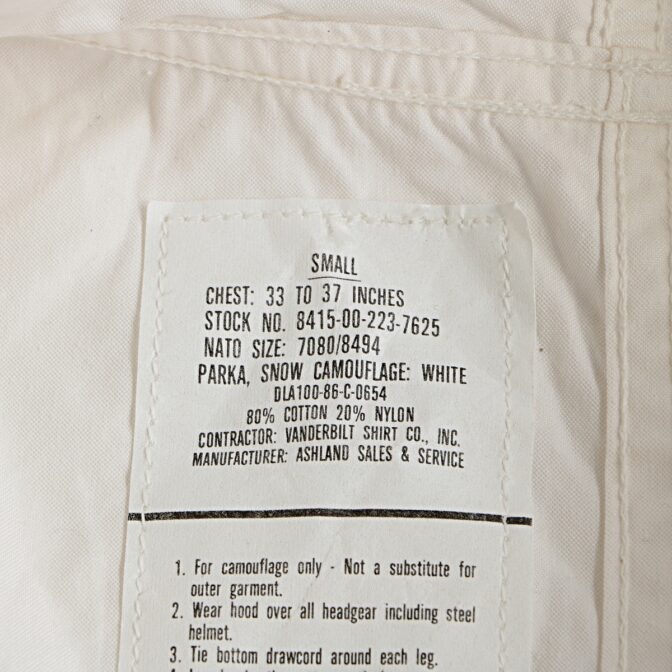 SMALL
CHEST: 33 TO 37 INCHES
STOCK NO. 8415-00-223-7625
NATO SIZE: 7080/8494
PARKA, SNOW CAMOUFLAGE: WHITE
DLA100-86-C-0654
80% COTTON 20% NYLON
CONTRACTOR: VANDERBILT SHIRT CO., INC.
MANUFACTURER: ASHLAND SALES & SERVICE
1. For camouflage only - Not a substitute for
outer garment.
2. Wear hood over all headgear including steel
helmet.
3. Tie bottom drawcord around each leg.